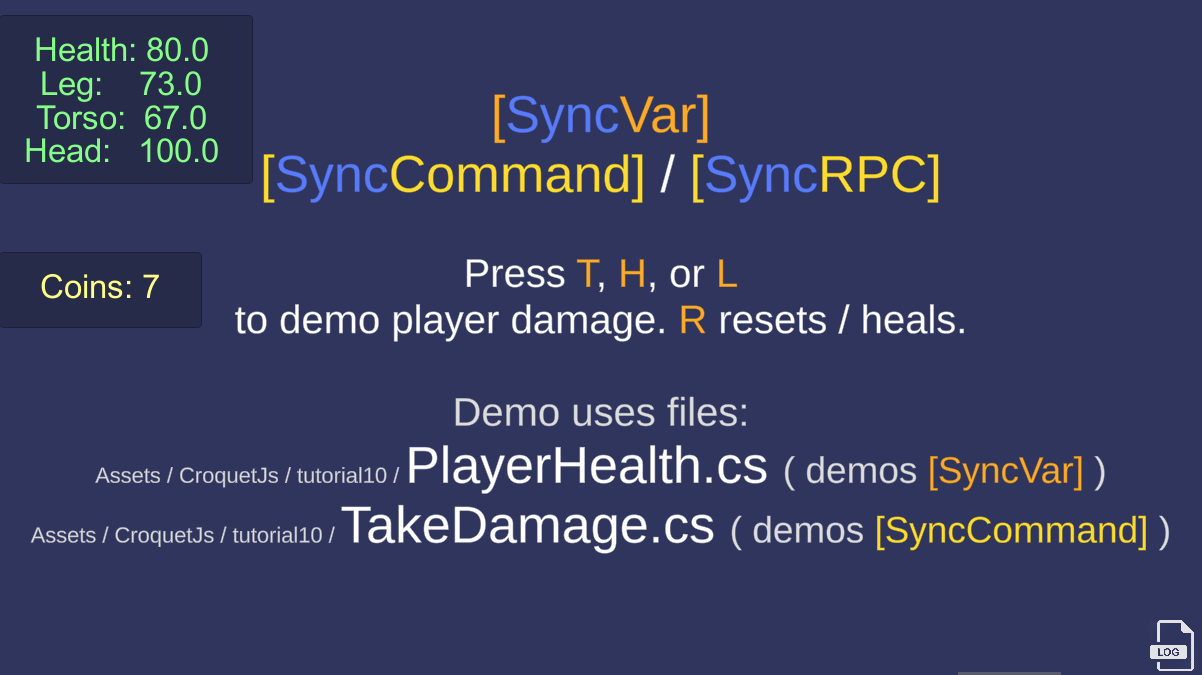 Health: 80.0
Leg: 73.0
Torso: 67.0
Head: 100.0
[SyncVar]
[SyncCommand] / [SyncRPC]
Coins: 7
Press T, H, or L
to demo player damage. R resets / heals.
Demo uses files:
Assets / CroquetJs / tutorial10 / PlayerHealth.cs ( demos [SyncVar] )
Assets / CroquetJs / tutorial10 / TakeDamage.cs ( demos [SyncCommand] )
LOG